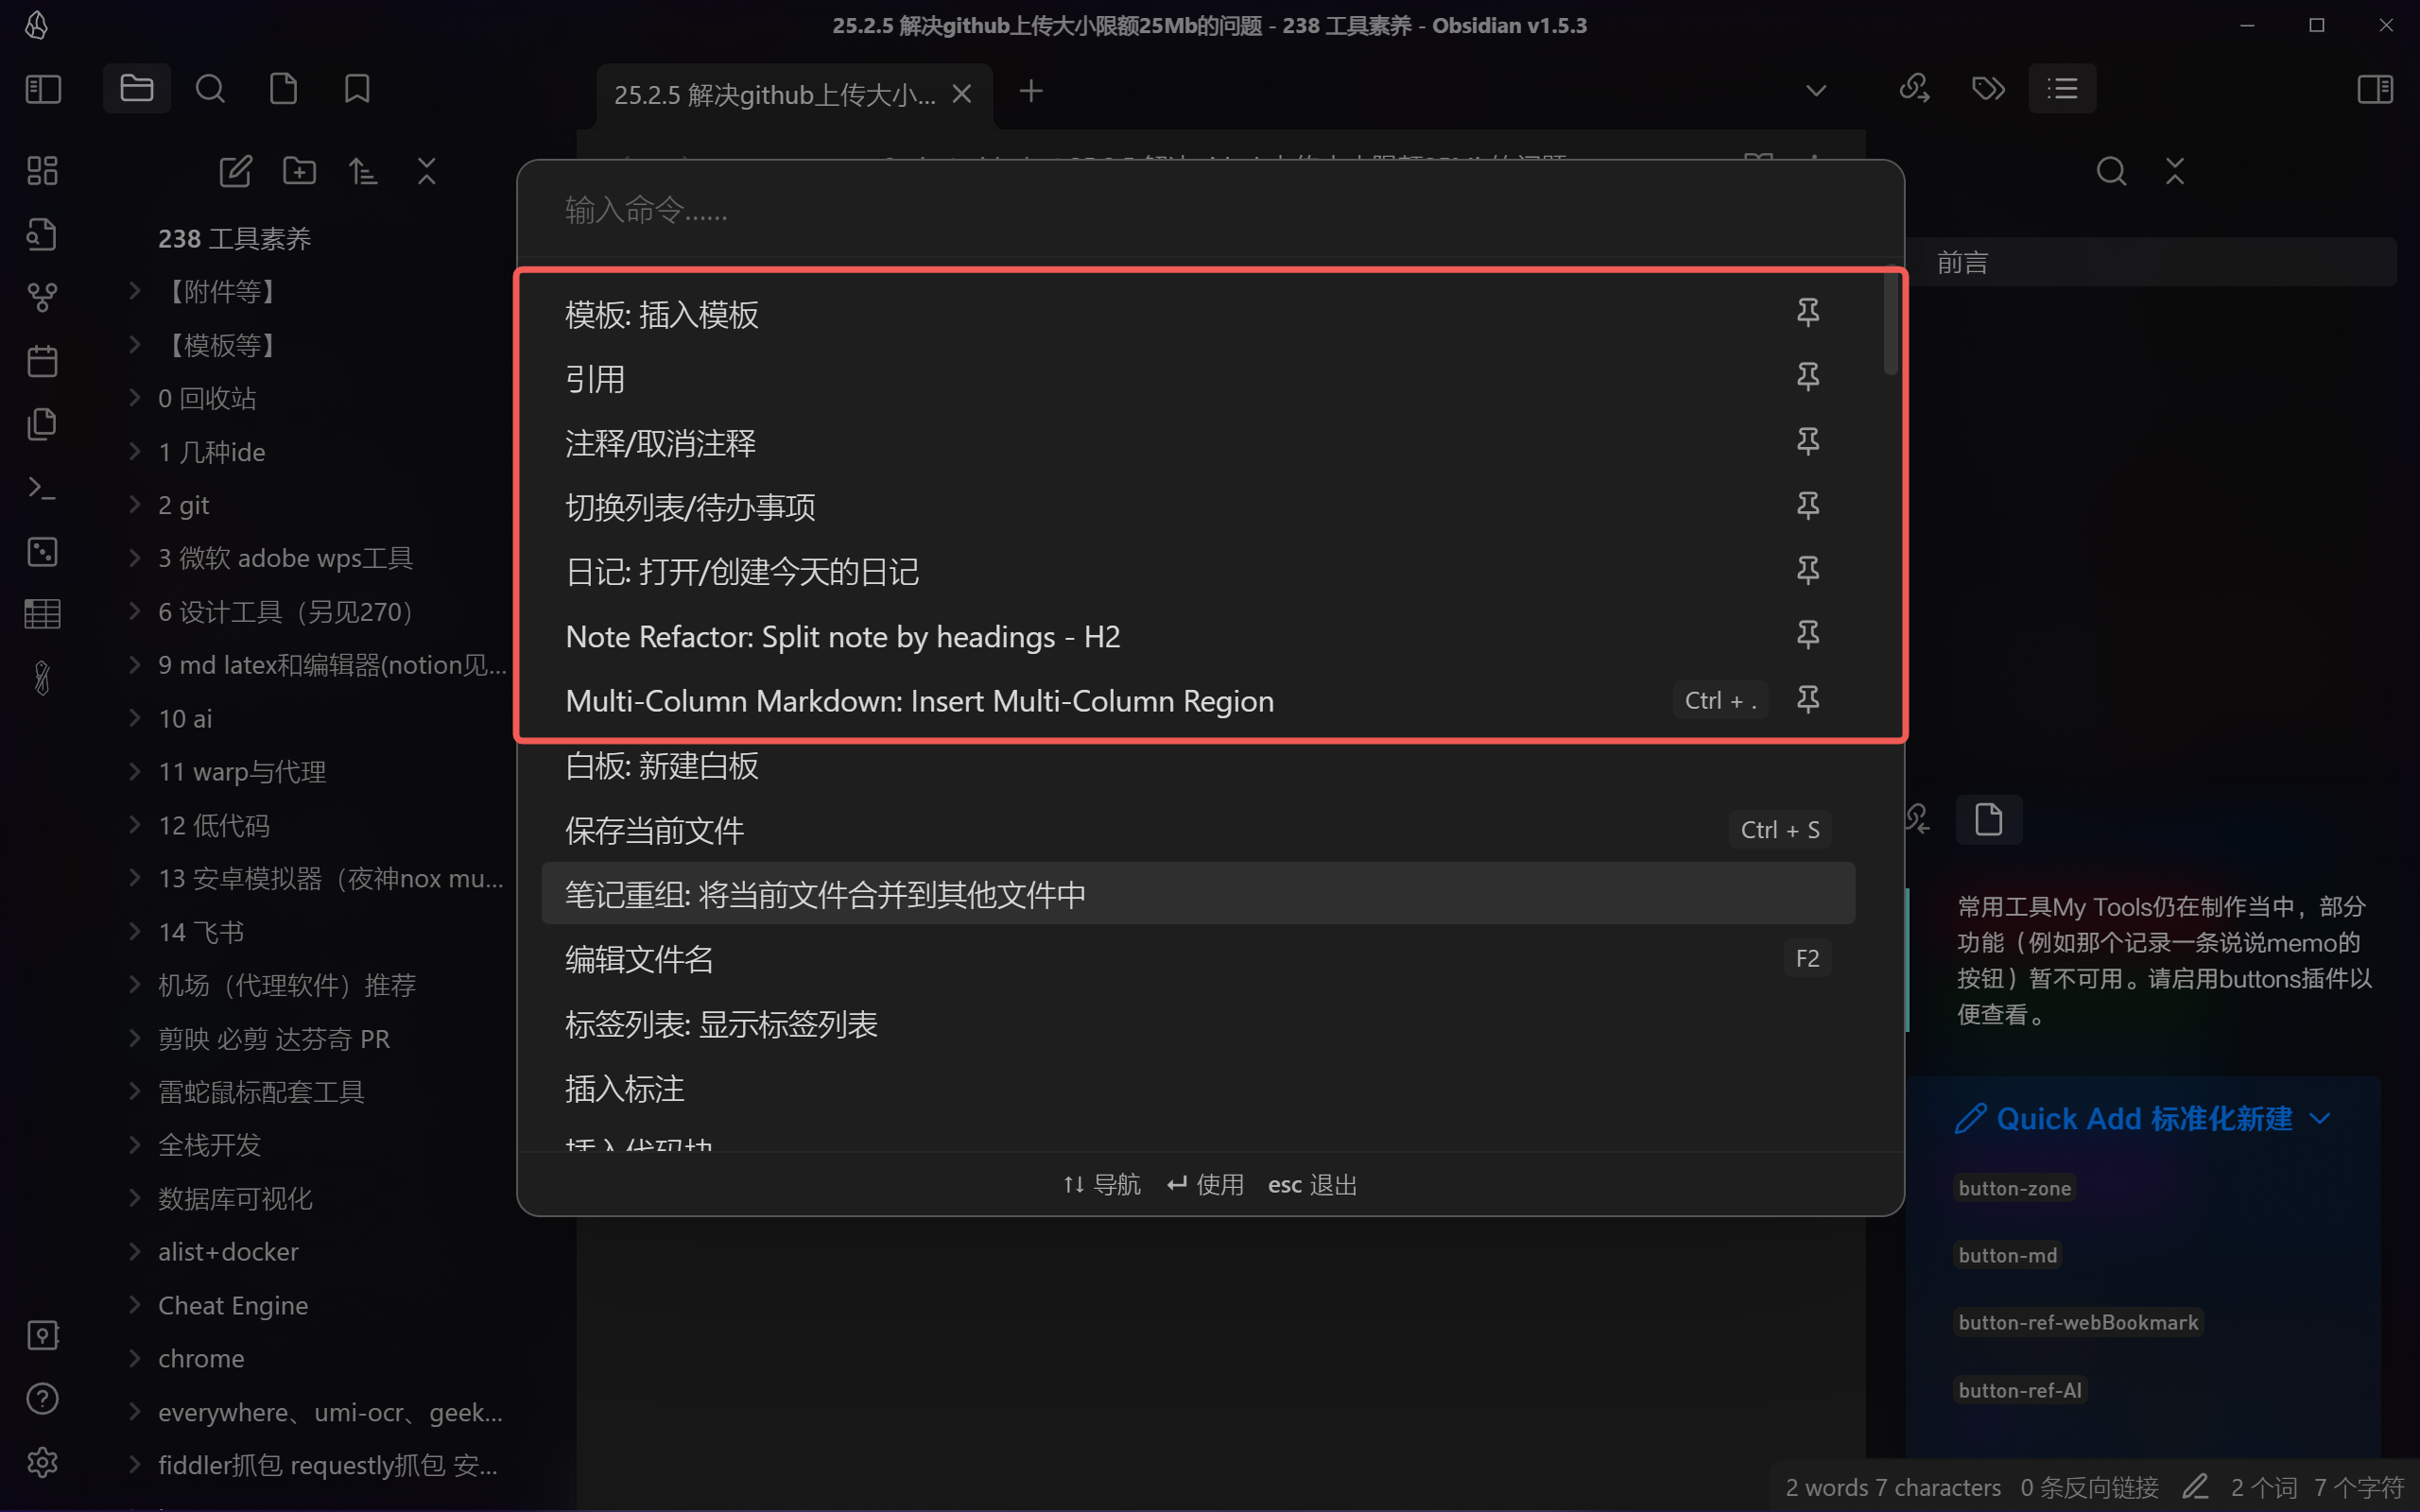 25.2.5 解决github上传大小限额25Mb的问题 - 238 工具素养 - Obsidian v1.5.3
25.2.5 解决github上传大小...
238 工具素养
【附件等】
【模板等】
0 回收站
1 几种ide
2 git
3 微软 adobe wps工具
6 设计工具（另见270）
9 md latex和编辑器(notion见...
10 ai
11 warp与代理
12 低代码
13 安卓模拟器（夜神nox mu...
14 飞书
机场（代理软件）推荐
剪映 必剪 达芬奇 PR
雷蛇鼠标配套工具
全栈开发
数据库可视化
alist+docker
Cheat Engine
chrome
everywhere、umi-ocr、geek...
fiddler抓包 requestly抓包 安...
输入命令......
模板: 插入模板
引用
注释/取消注释
切换列表/待办事项
日记: 打开/创建今天的日记
Note Refactor: Split note by headings - H2
Multi-Column Markdown: Insert Multi-Column Region Ctrl + .
白板: 新建白板
保存当前文件 Ctrl + S
笔记重组: 将当前文件合并到其他文件中
编辑文件名 F2
标签列表: 显示标签列表
插入标注
插入代码块
↑↓ 导航 ↵ 使用 esc 退出
前言
常用工具My Tools仍在制作当中，部分
功能（例如那个记录一条说说memo的
按钮）暂不可用。请启用buttons插件以
便查看。
Quick Add 标准化新建
button-zone
button-md
button-ref-webBookmark
button-ref-AI
2 words 7 characters 0 条反向链接 2 个词 7 个字符